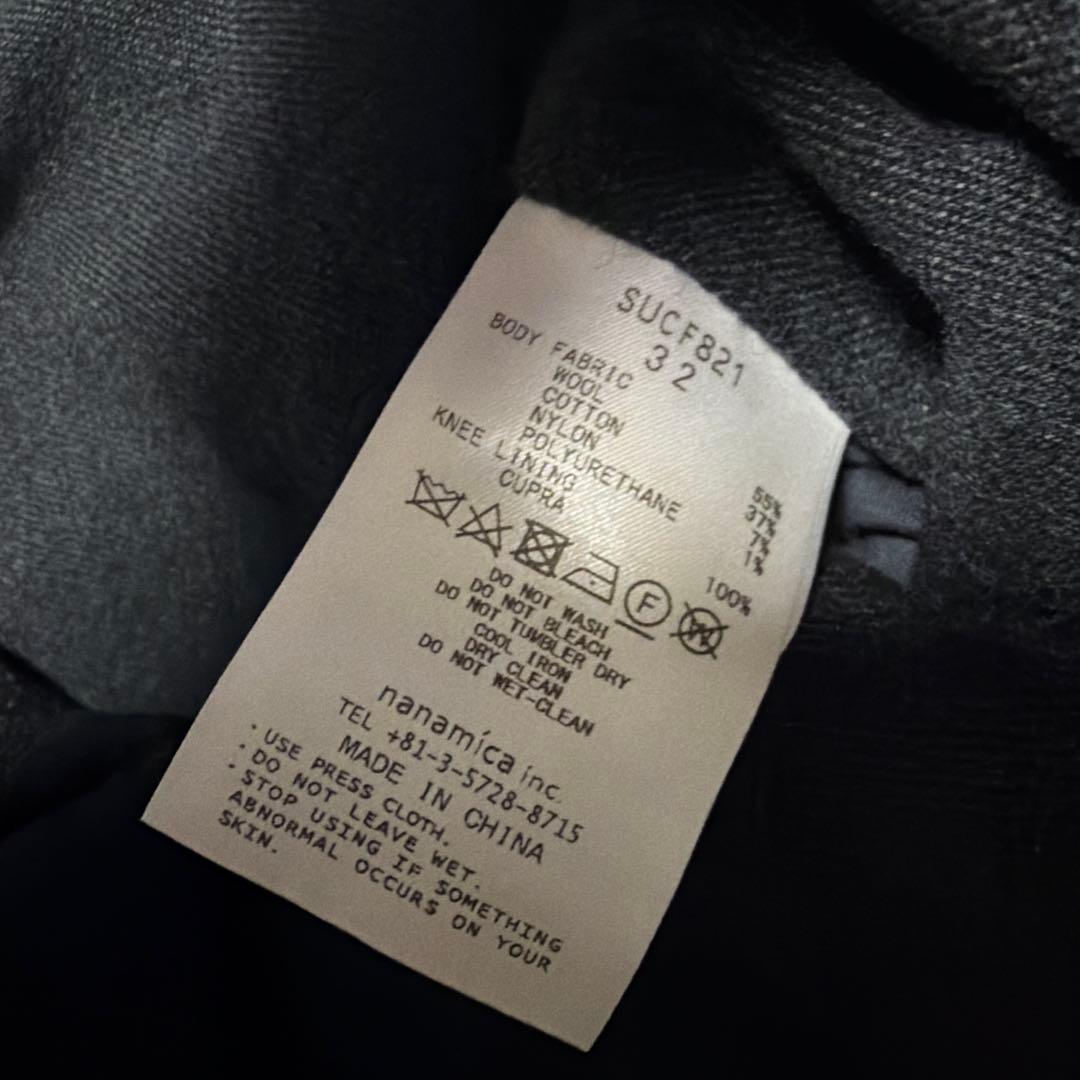 SUCF821
32
BODY FABRIC
WOOL 55%
COTTON 37%
NYLON 7%
POLYURETHANE 1%
KNEE LINING
CUPRA 100%
F W
DO NOT WASH
DO NOT BLEACH
DO NOT TUMBLER DRY
COOL IRON
DRY CLEAN
DO NOT WET-CLEAN
nanamica inc.
TEL +81-3-5728-8715
MADE IN CHINA
・USE PRESS CLOTH.
・DO NOT LEAVE WET.
・STOP USING IF SOMETHING
ABNORMAL OCCURS ON YOUR
SKIN.